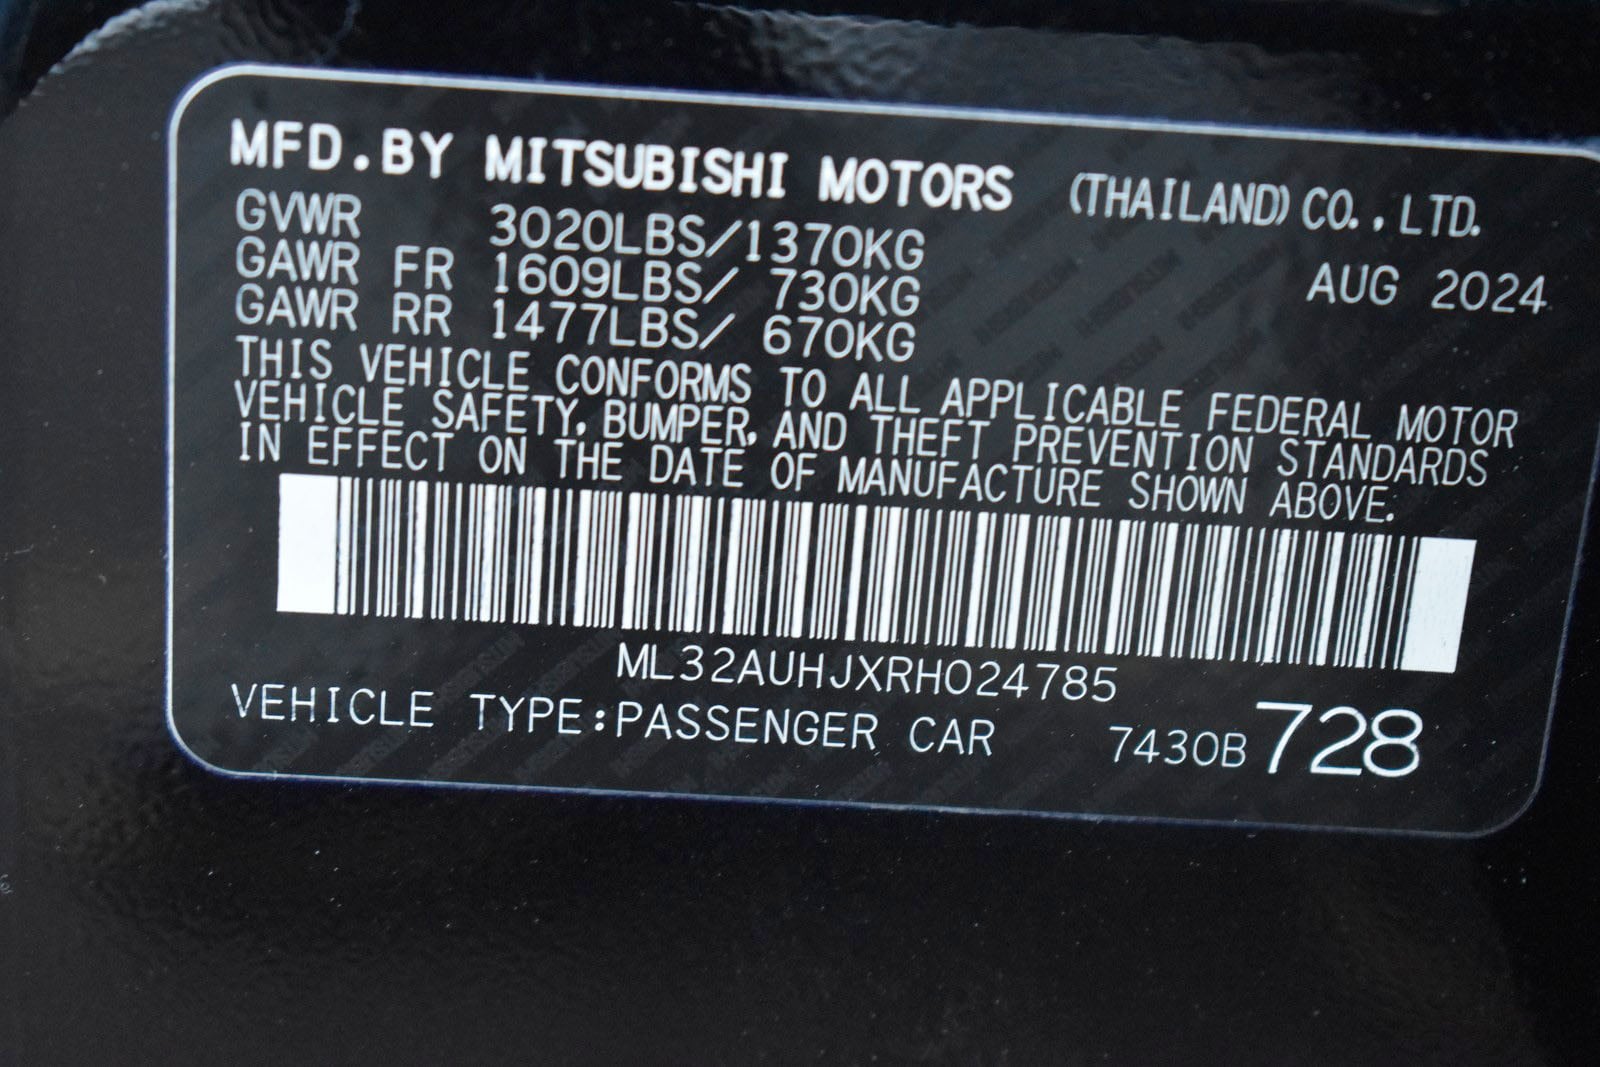 MFD.BY MITSUBISHI MOTORS (THAILAND) CO.,LTD.
GVWR 3020LBS/1370KG
AUG 2024
GAWR FR 1609LBS/ 730KG
GAWR RR 1477LBS/ 670KG
THIS VEHICLE CONFORMS TO ALL APPLICABLE FEDERAL MOTOR
VEHICLE SAFETY, BUMPER, AND THEFT PREVENTION STANDARDS
IN EFFECT ON THE DATE OF MANUFACTURE SHOWN ABOVE.
ML32AUHJXRH024785
VEHICLE TYPE:PASSENGER CAR 7430B 728